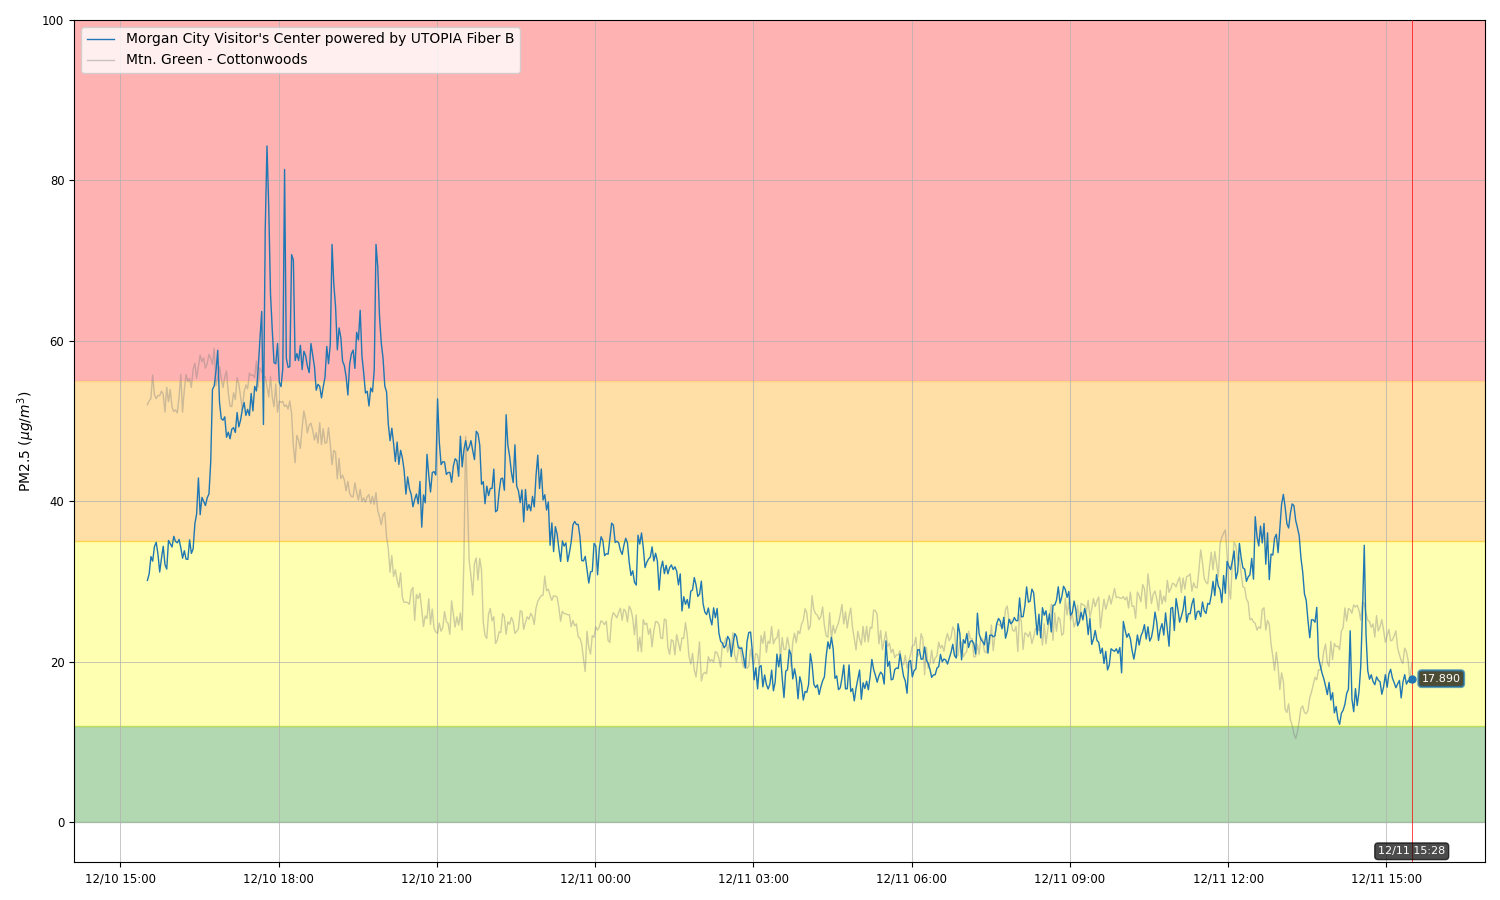 100
Morgan City Visitor's Center powered by UTOPIA Fiber B
Mtn. Green - Cottonwoods
80
60
PM2.5 (μg/m³)
40
20
17.890
0
12/11 15:28
12/10 15:00 12/10 18:00 12/10 21:00 12/11 00:00 12/11 03:00 12/11 06:00 12/11 09:00 12/11 12:00 12/11 15:00